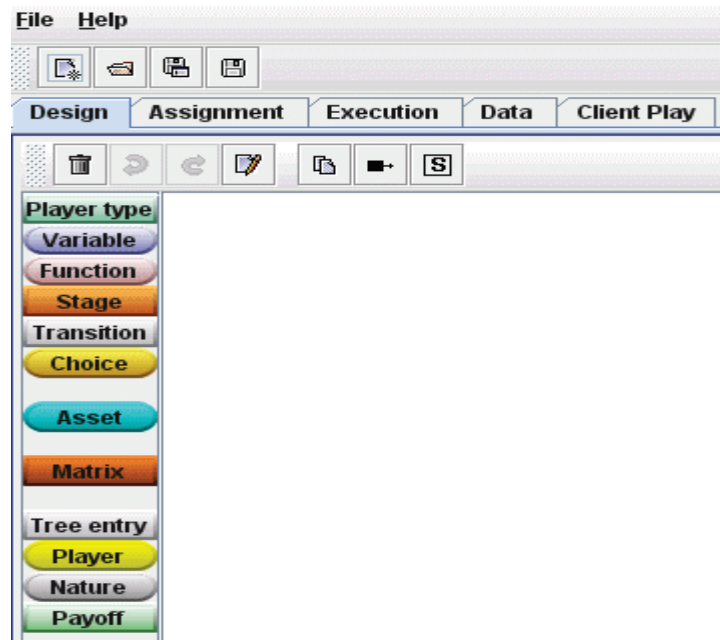 File Help
Design Assignment Execution Data Client Play
S
Player type
Variable
Function
Stage
Transition
Choice
Asset
Matrix
Tree entry
Player
Nature
Payoff